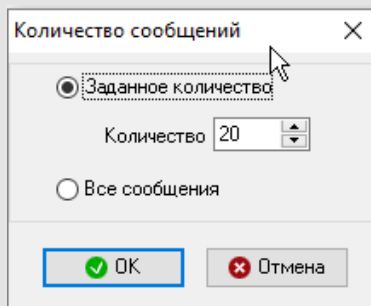 Количество сообщений
Заданное количество
Количество 20
Все сообщения
OK Отмена